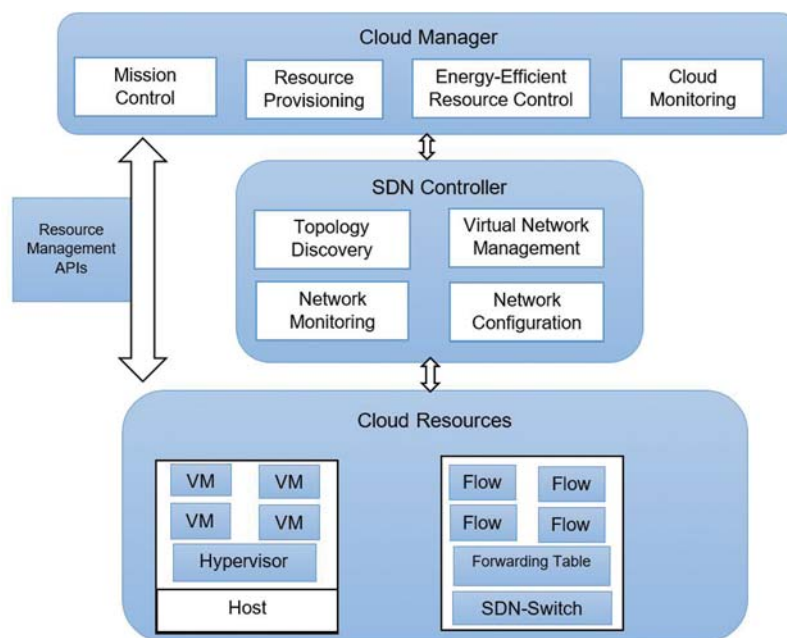 Cloud Manager
Mission
Control
Resource
Provisioning
Energy-Efficient
Resource Control
Cloud
Monitoring
SDN Controller
Topology
Discovery
Virtual Network
Management
Network
Monitoring
Network
Configuration
Resource
Management
APIs
Cloud Resources
VM
VM
VM
VM
Hypervisor
Host
Flow
Flow
Flow
Flow
Forwarding Table
SDN-Switch